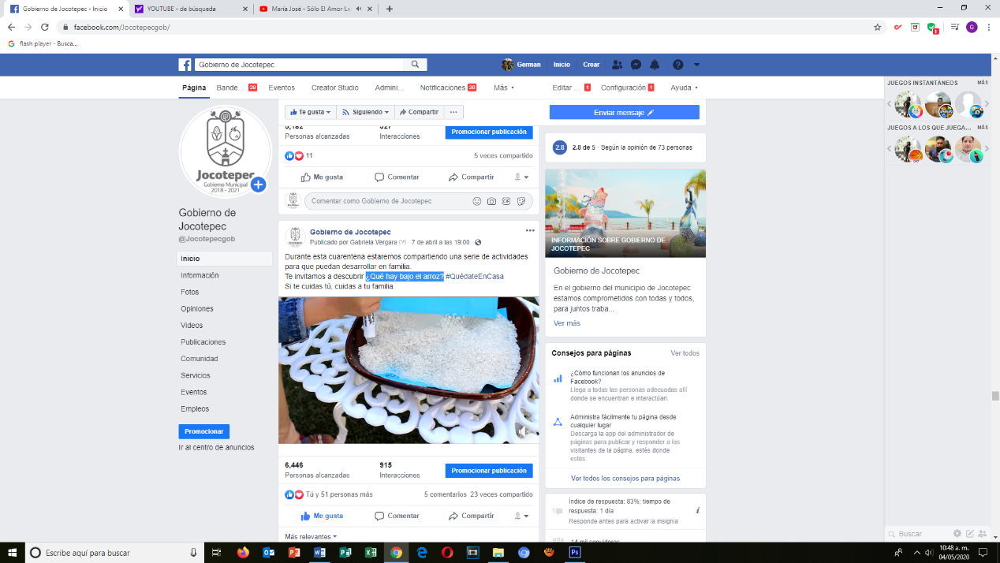 Gobierno de Jocotepec - Inicio
YOUTUBE - de búsqueda
María José - Sólo El Amor La
facebook.com/Jocotepecgob/
G
flash player - Busca...
Gobierno de Jocotepec
German
Inicio
Crear
Página
Bande... 29
Eventos
Creator Studio
Admini...
Notificaciones 26
Más
Editar ... 1
Configuración 1
Ayuda
Jocotepec
Gobierno Municipal
2018 - 2021
Gobierno de
Jocotepec
@Jocotepecgob
Inicio
Información
Fotos
Opiniones
Videos
Publicaciones
Comunidad
Servicios
Eventos
Empleos
Promocionar
Ir al centro de anuncios
Te gusta
Siguiendo
Compartir
Personas alcanzadas
Interacciones
Promocionar publicación
11
5 veces compartido
Me gusta
Comentar
Compartir
Comentar como Gobierno de Jocotepec
Gobierno de Jocotepec
Publicado por Gabriela Vergara [?] · 7 de abril a las 19:00 ·
Durante esta cuarentena estaremos compartiendo una serie de actividades
para que puedan desarrollar en familia.
Te invitamos a descubrir ¿Qué hay bajo el arroz? #QuédateEnCasa
Si te cuidas tú, cuidas a tu familia.
6,446
Personas alcanzadas
915
Interacciones
Promocionar publicación
Tú y 51 personas más
5 comentarios 23 veces compartido
Me gusta
Comentar
Compartir
Más relevantes
Enviar mensaje
2.8
2.8 de 5 · Según la opinión de 73 personas
INFORMACIÓN SOBRE GOBIERNO DE
JOCOTEPEC
Gobierno de Jocotepec
En el gobierno del municipio de Jocotepec
estamos comprometidos con todas y todos,
para juntos traba...
Ver más
Consejos para páginas
Ver todos
¿Cómo funcionan los anuncios de
Facebook?
Llega a todas las personas adecuadas allí
donde se encuentran e interactúan.
Administra fácilmente tu página desde
cualquier lugar
Descarga la app del administrador de
páginas para publicar y responder a los
visitantes de la página, estés donde
estés.
Ver todos los consejos para páginas
Índice de respuesta: 83%; tiempo de
respuesta: 1 día
Responde antes para activar la insignia
14 mil seguidores
JUEGOS INSTANTÁNEOS
MÁS
JUEGOS A LOS QUE JUEGA...
MÁS
Buscar
Escribe aquí para buscar
10:48 a. m.
04/05/2020